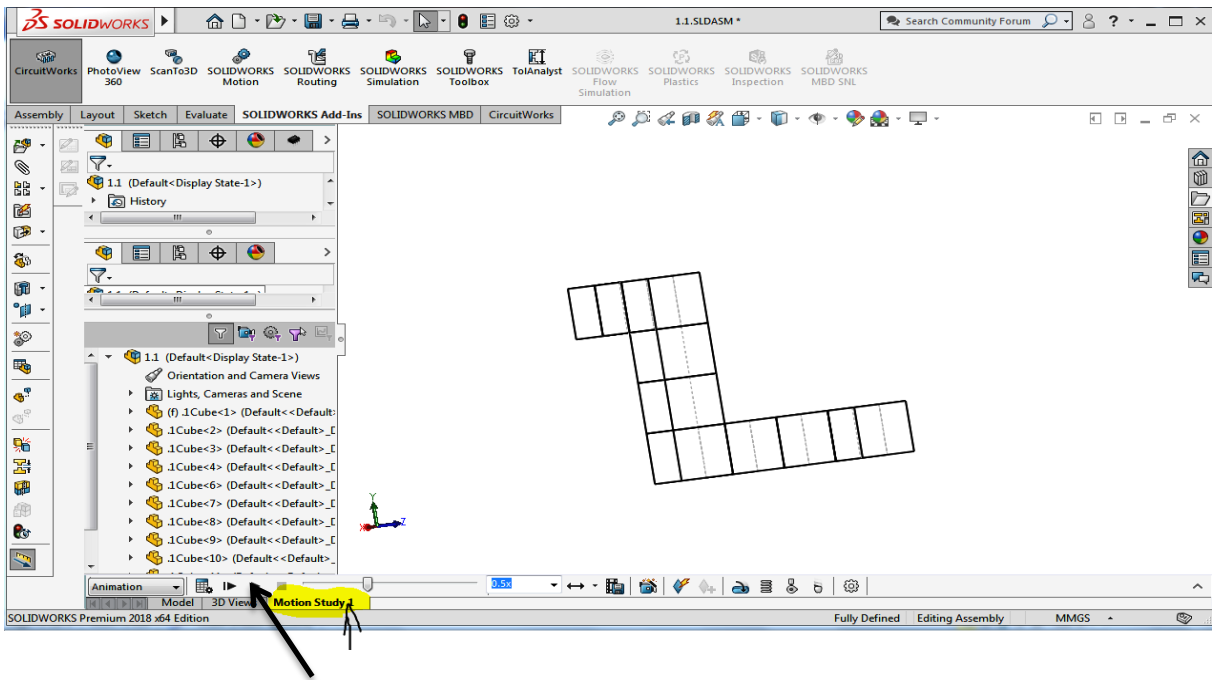 SOLIDWORKS
1.1.SLDASM *
Search Community Forum
?
CircuitWorks
PhotoView
360
ScanTo3D
SOLIDWORKS
Motion
SOLIDWORKS
Routing
SOLIDWORKS
Simulation
SOLIDWORKS
Toolbox
TolAnalyst
SOLIDWORKS
Flow
Simulation
SOLIDWORKS
Plastics
SOLIDWORKS
Inspection
SOLIDWORKS
MBD SNL
Assembly Layout Sketch Evaluate SOLIDWORKS Add-Ins SOLIDWORKS MBD CircuitWorks
1.1 (Default<Display State-1>)
History
1.1 (Default<Display State-1>)
Orientation and Camera Views
Lights, Cameras and Scene
(f) .1Cube<1> (Default<<Default:
.1Cube<2> (Default<<Default>_D
.1Cube<3> (Default<<Default>_D
.1Cube<4> (Default<<Default>_D
.1Cube<6> (Default<<Default>_D
.1Cube<7> (Default<<Default>_D
.1Cube<8> (Default<<Default>_D
.1Cube<9> (Default<<Default>_D
.1Cube<10> (Default<<Default>_
Y
X
Z
Animation
0.5x
Model 3D View Motion Study 1
SOLIDWORKS Premium 2018 x64 Edition
Fully Defined Editing Assembly MMGS